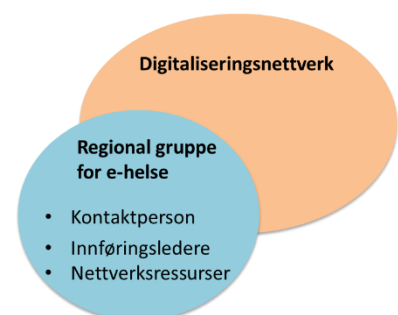 Digitaliseringsnettverk
Regional gruppe
for e-helse
• Kontaktperson
• Innføringsledere
• Nettverksressurser